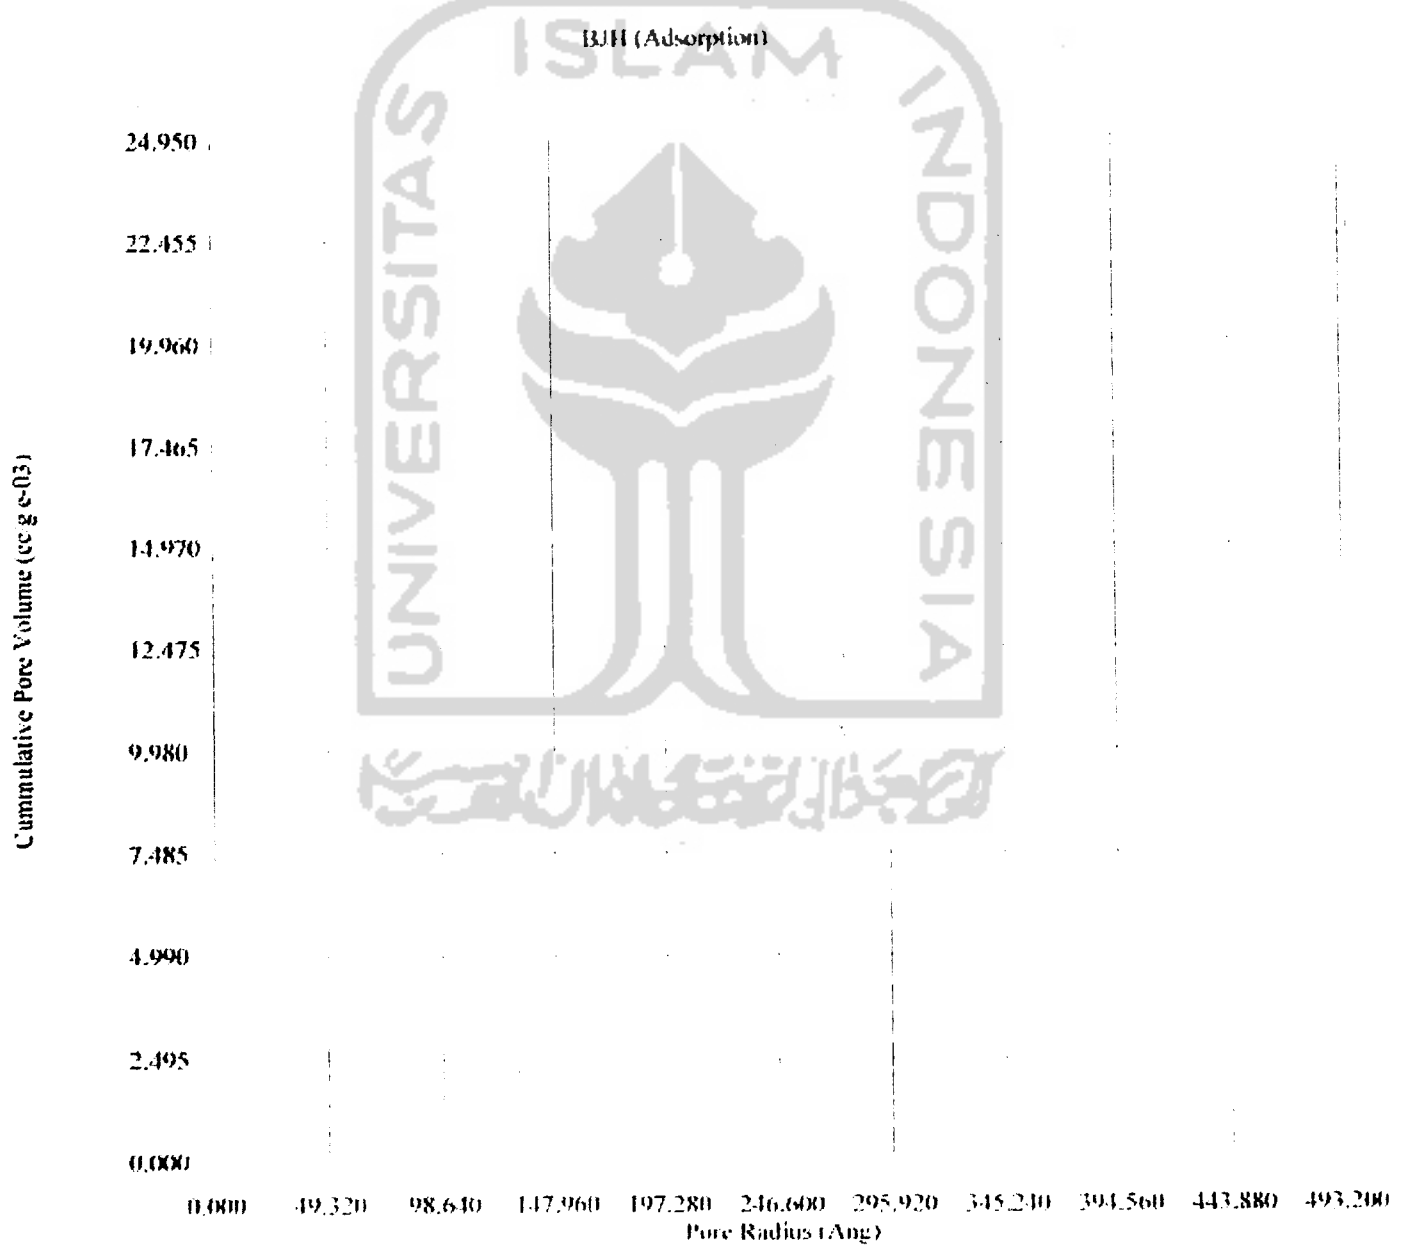 BJH (Adsorption)
ISLAM
UNIVERSITAS
INDONESIA
24.950
22.455
19.960
17.465
14.970
12.475
9.980
7.485
4.990
2.495
0.000
Cummulative Pore Volume (cc/g e-03)
0.000 49.320 98.640 147.960 197.280 246.600 295.920 345.240 394.560 443.880 493.200
Pore Radius (Ang)